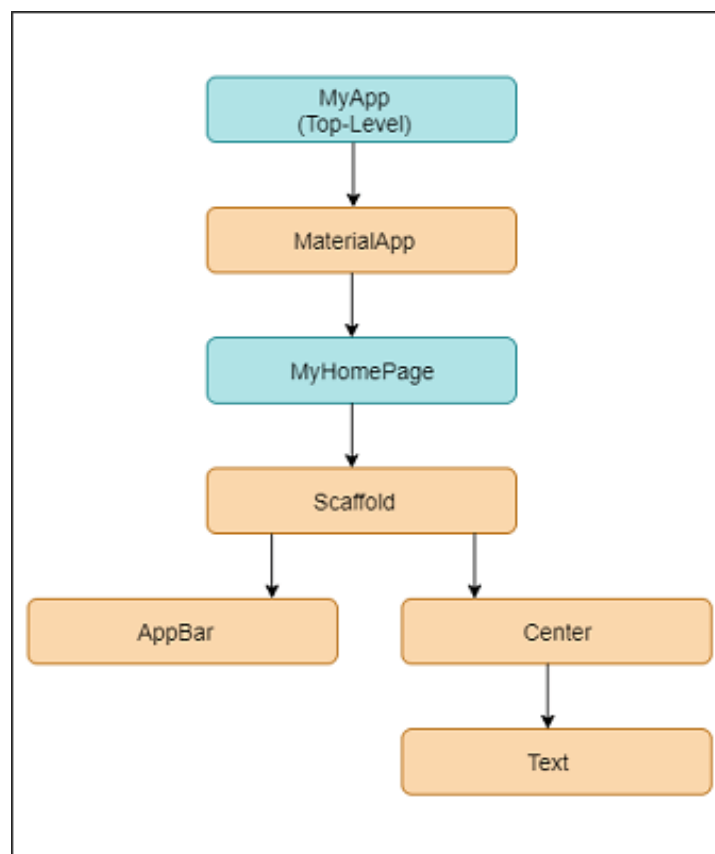 MyApp
(Top-Level)
MaterialApp
MyHomePage
Scaffold
AppBar
Center
Text